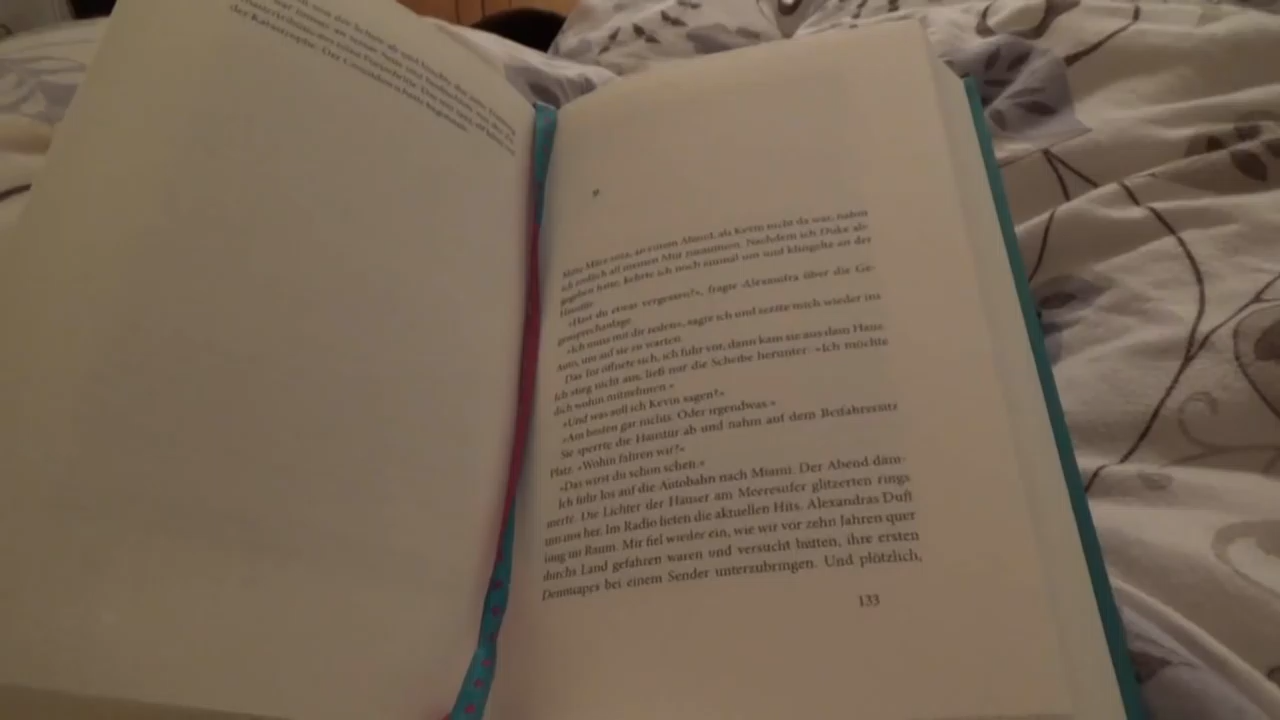 der Katastrophe. Der
9
Mitte März 2012, an einem Abend, als Kevin nicht da war, nahm
ich endlich all meinen Mut zusammen. Nachdem ich Duke ab-
gegeben hatte, kehrte ich noch einmal um und klingelte an der
Haustür.
»Hast du etwas vergessen?«, fragte Alexandra über die Ge-
gensprechanlage.
»Ich muss mit dir reden«, sagte ich und setzte mich wieder ins
Auto, um auf sie zu warten.
Das Tor öffnete sich, ich fuhr vor, dann kam sie aus dem Haus.
Ich stieg nicht aus, ließ nur die Scheibe herunter: »Ich möchte
dich wohin mitnehmen.«
»Und was soll ich Kevin sagen?«
»Am besten gar nichts. Oder irgendwas.«
Sie sperrte die Haustür ab und nahm auf dem Beifahrersitz
Platz. »Wohin fahren wir?«
»Das wirst du schon sehen.«
Ich fuhr los auf die Autobahn nach Miami. Der Abend däm-
merte. Die Lichter der Häuser am Meeresufer glitzerten rings
um uns her. Im Radio liefen die aktuellen Hits. Alexandras Duft
hing im Raum. Mir fiel wieder ein, wie wir vor zehn Jahren quer
durchs Land gefahren waren und versucht hatten, ihre ersten
Demotapes bei einem Sender unterzubringen. Und plötzlich,
133